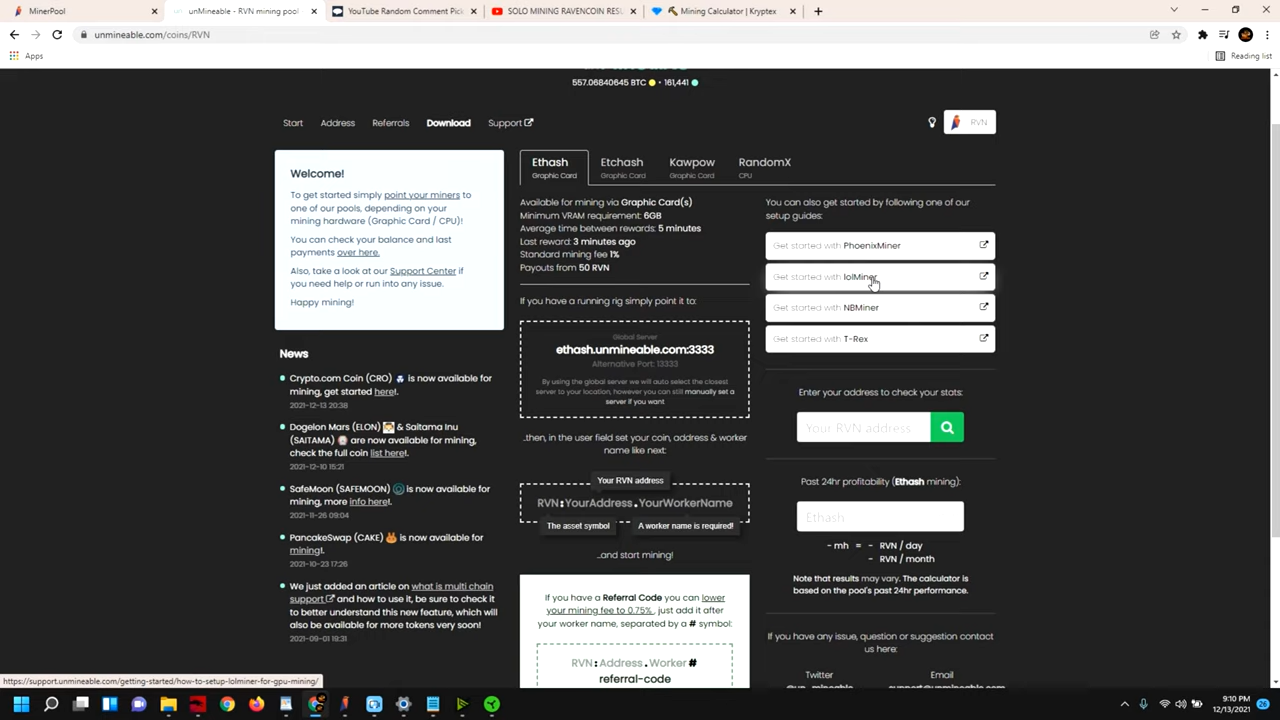 MinerPool
unMineable - RVN mining pool
YouTube Random Comment Pick
SOLO MINING RAVENCOIN RESU
Mining Calculator | Kryptex
unmineable.com/coins/RVN
Apps
Reading list
557.06840645 BTC • 161,441
Start
Address
Referrals
Download
Support
RVN
Welcome!
To get started simply point your miners to
one of our pools, depending on your
mining hardware (Graphic Card / CPU)!
You can check your balance and last
payments over here.
Also, take a look at our Support Center if
you need help or run into any issue.
Happy mining!
News
Crypto.com Coin (CRO) is now available for
mining, get started here!.
2021-12-13 20:38
Dogelon Mars (ELON) & Saitama Inu
(SAITAMA) are now available for mining,
check the full coin list here!.
2021-12-10 15:21
SafeMoon (SAFEMOON) is now available for
mining, more info here!.
2021-11-26 09:04
PancakeSwap (CAKE) is now available for
mining!.
2021-10-23 17:26
We just added an article on what is multi chain
support and how to use it, be sure to check it
to better understand this new feature, which will
also be available for more tokens very soon!
2021-09-01 19:31
Ethash
Graphic Card
Etchash
Graphic Card
Kawpow
Graphic Card
RandomX
CPU
Available for mining via Graphic Card(s)
Minimum VRAM requirement: 6GB
Average time between rewards: 5 minutes
Last reward: 3 minutes ago
Standard mining fee 1%
Payouts from 50 RVN
If you have a running rig simply point it to:
Global Server
ethash.unmineable.com:3333
Alternative Port: 13333
By using the global server we will auto select the closest
server to your location, however you can still manually set a
server if you want
..then, in the user field set your coin, address & worker
name like next:
Your RVN address
RVN:YourAddress.YourWorkerName
The asset symbol
A worker name is required!
...and start mining!
If you have a Referral Code you can lower
your mining fee to 0.75%, just add it after
your worker name, separated by a # symbol:
RVN:Address.Worker#
referral-code
You can also get started by following one of our
setup guides:
Get started with PhoenixMiner
Get started with lolMiner
Get started with NBMiner
Get started with T-Rex
Enter your address to check your stats:
Your RVN address
Past 24hr profitability (Ethash mining):
Ethash
- mh = - RVN / day
- RVN / month
Note that results may vary. The calculator is
based on the pool's past 24hr performance.
If you have any issue, question or suggestion contact
us here:
Twitter
Email
https://support.unmineable.com/getting-started/how-to-setup-lolminer-for-gpu-mining/
9:10 PM
12/13/2021
26